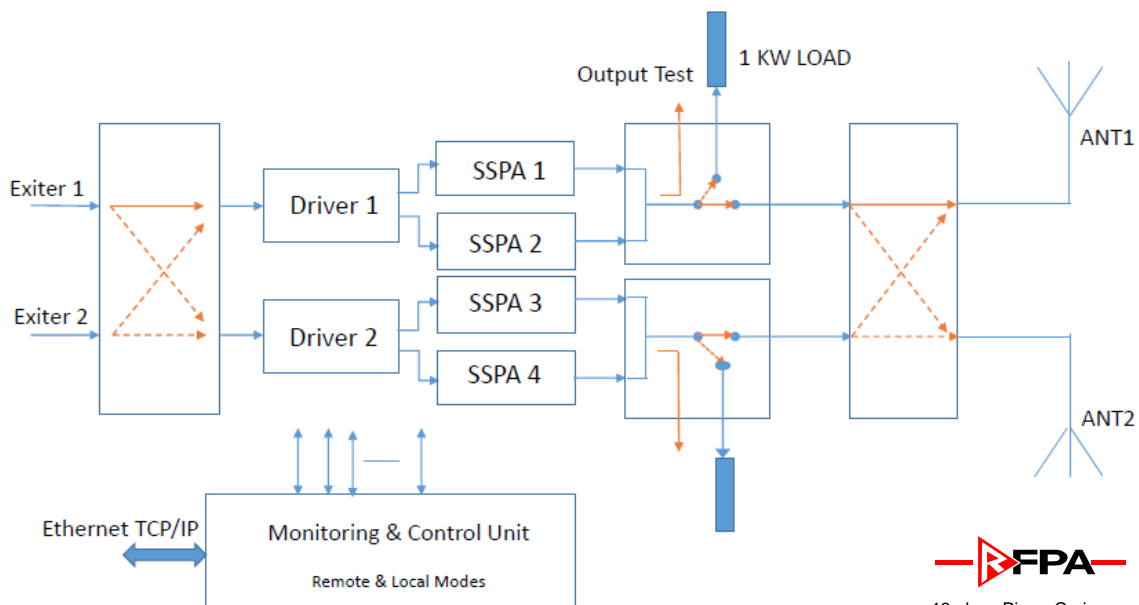 1 KW LOAD
Output Test
ANT1
SSPA 1
Exiter 1
Driver 1
SSPA 2
SSPA 3
Exiter 2
Driver 2
SSPA 4
ANT2
Ethernet TCP/IP
Monitoring & Control Unit
Remote & Local Modes
RFPA